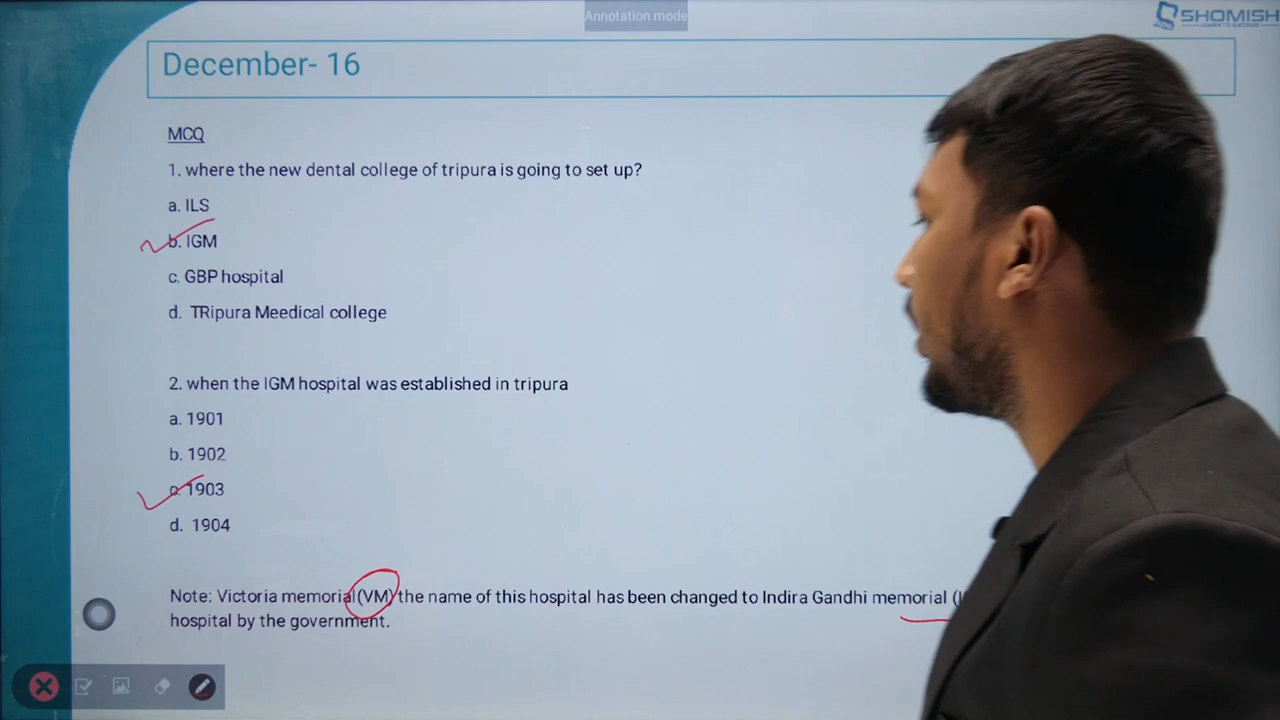 Annotation mode
SHOMISH
December- 16
MCQ
1. where the new dental college of tripura is going to set up?
a. ILS
b. IGM
c. GBP hospital
d. TRipura Meedical college
2. when the IGM hospital was established in tripura
a. 1901
b. 1902
c. 1903
d. 1904
Note: Victoria memorial(VM) the name of this hospital has been changed to Indira Gandhi memorial (
hospital by the government.